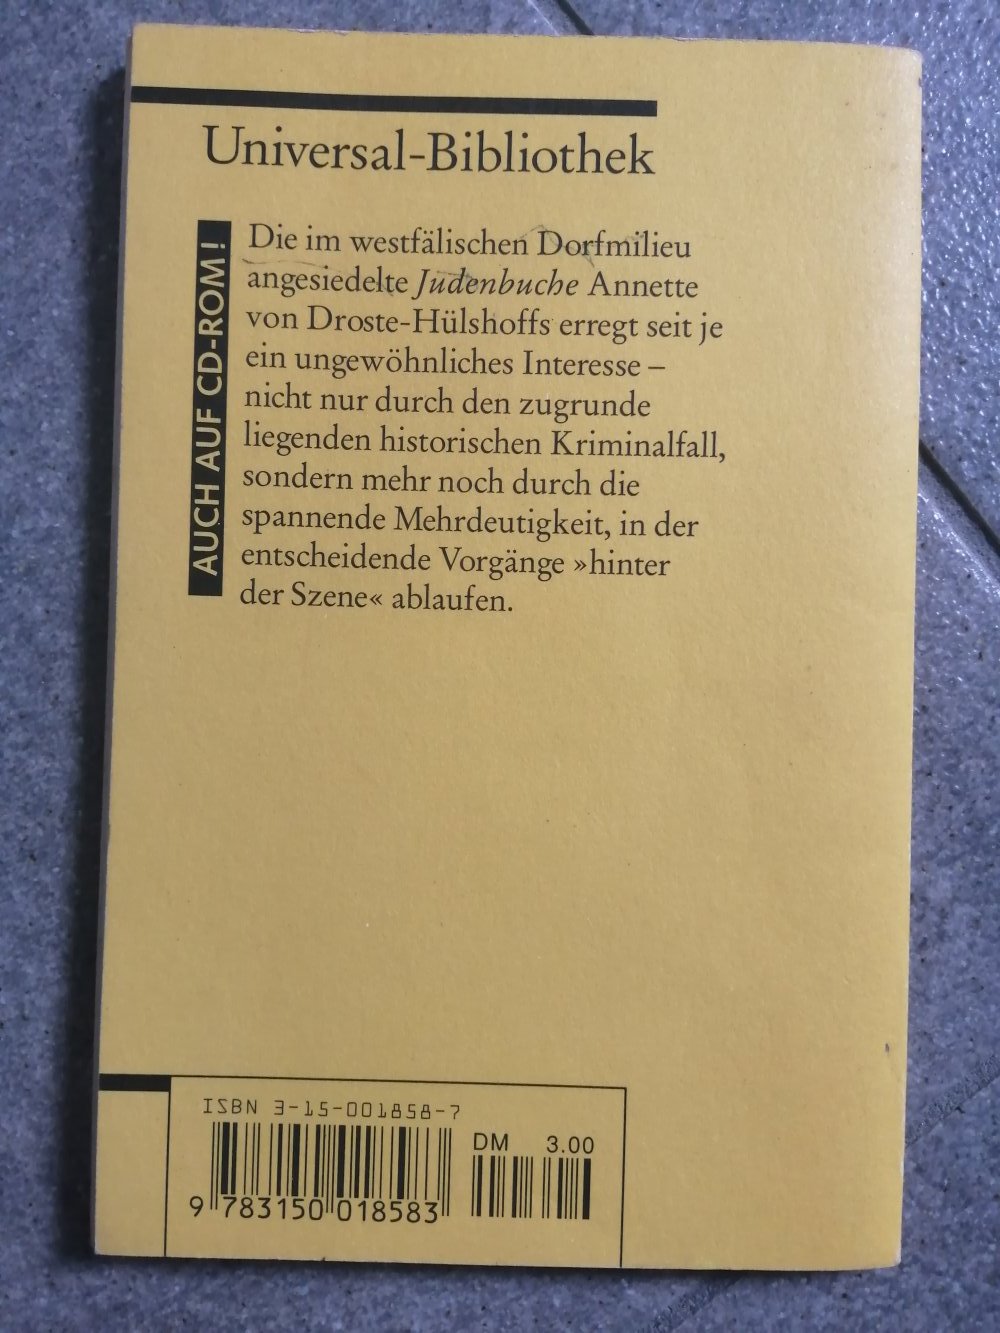 Universal-Bibliothek
AUCH AUF CD-ROM!
Die im westfälischen Dorfmilieu
angesiedelte Judenbuche Annette
von Droste-Hülshoffs erregt seit je
ein ungewöhnliches Interesse –
nicht nur durch den zugrunde
liegenden historischen Kriminalfall,
sondern mehr noch durch die
spannende Mehrdeutigkeit, in der
entscheidende Vorgänge »hinter
der Szene« ablaufen.
ISBN 3-15-001858-7
DM 3.00
9 783150 018583